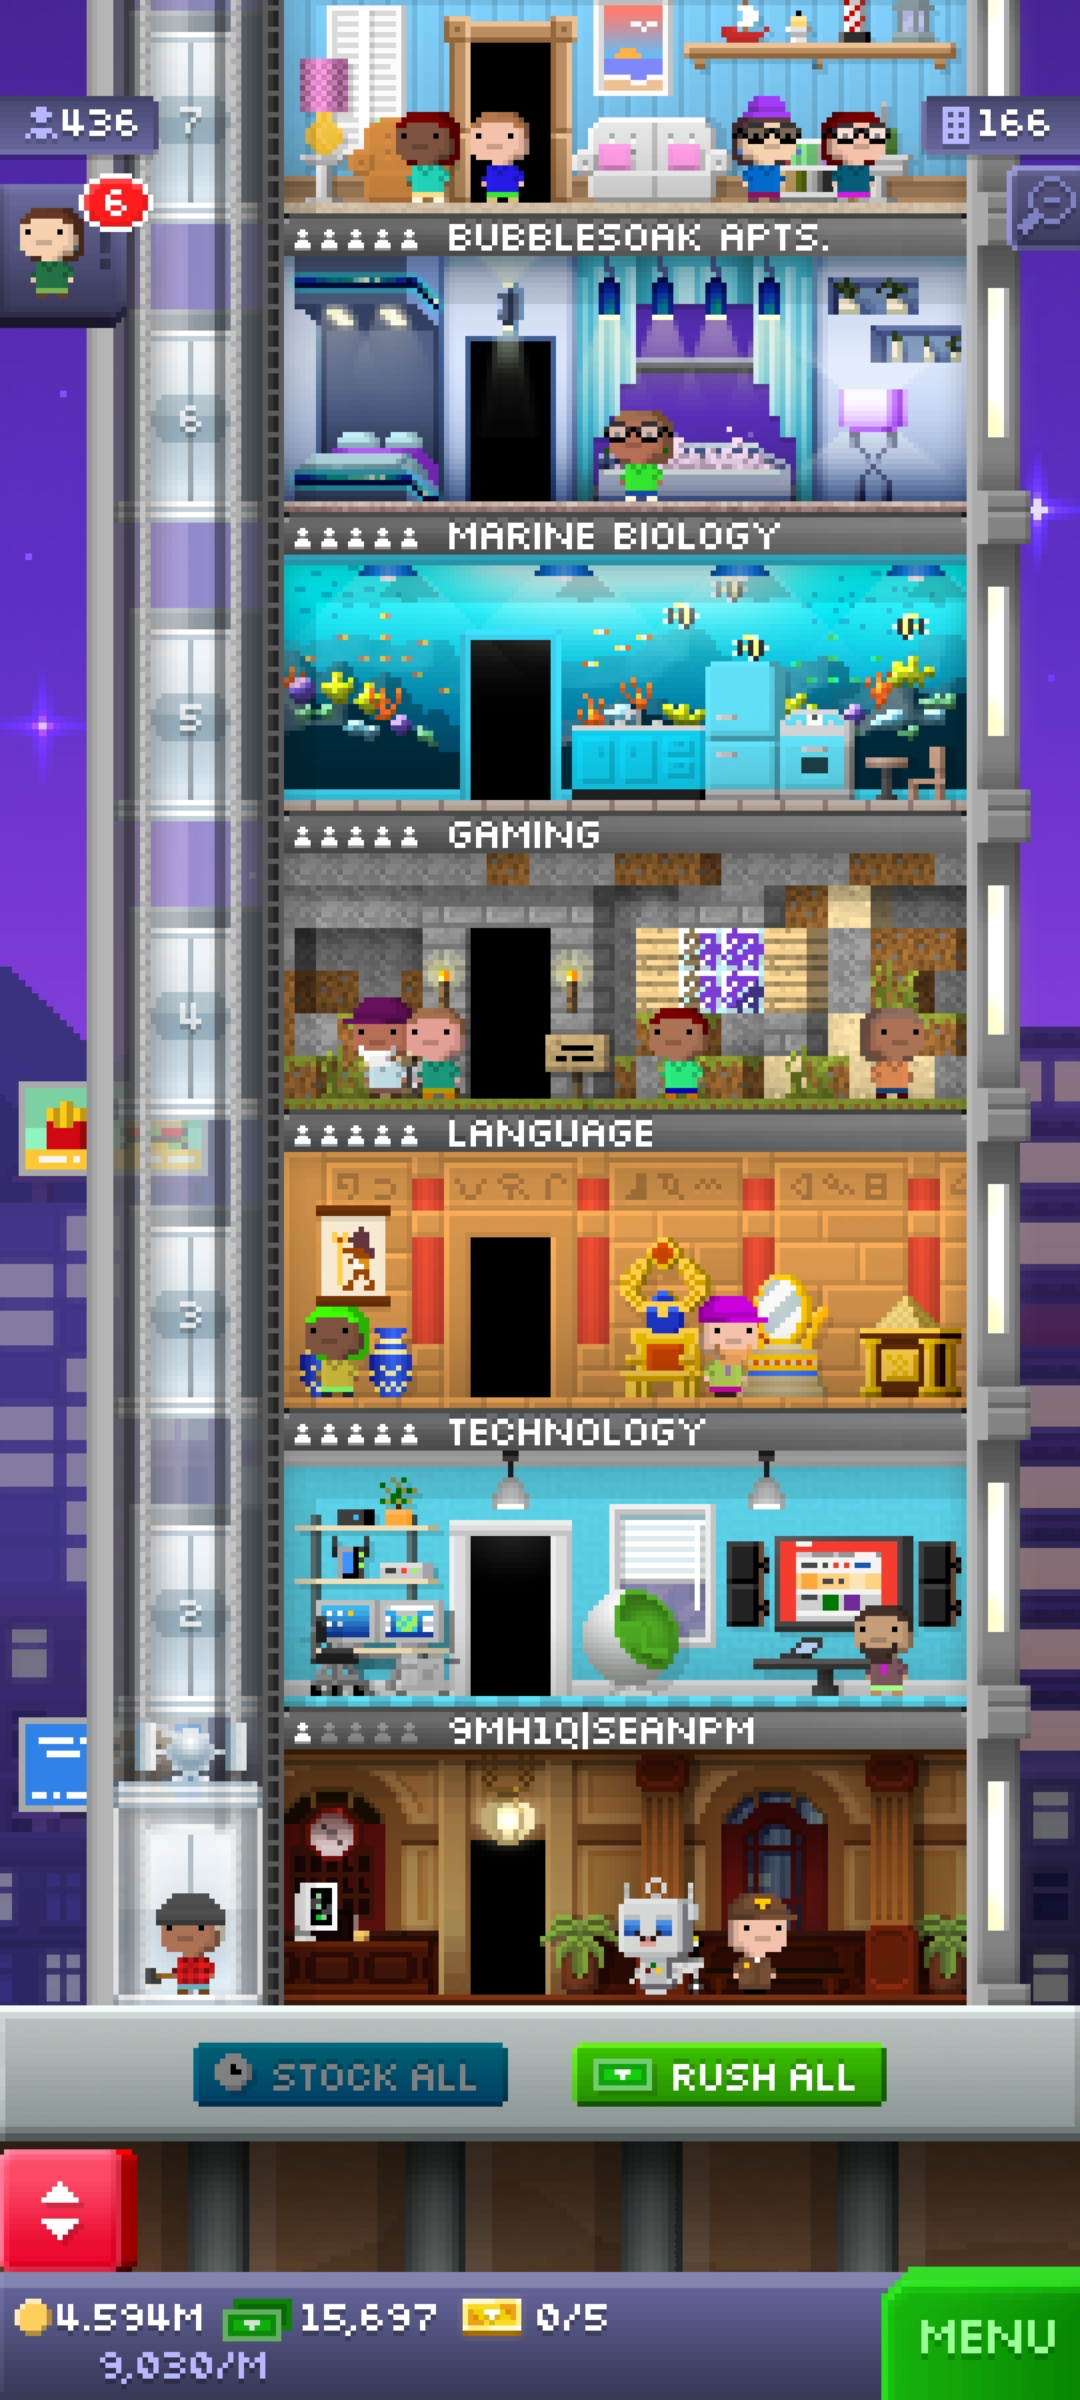 7
436
166
6
BUBBLESOAK APTS.
6
MARINE BIOLOGY
5
GAMING
4
LANGUAGE
3
TECHNOLOGY
2
9MH1Q|SEANPM
STOCK ALL
RUSH ALL
4.594M
15,697
0/5
9,030/M
MENU